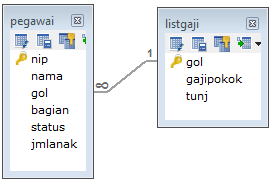 pegawai
nip
nama
gol
bagian
status
jmlanak
∞
1
listgaji
gol
gajipokok
tunj